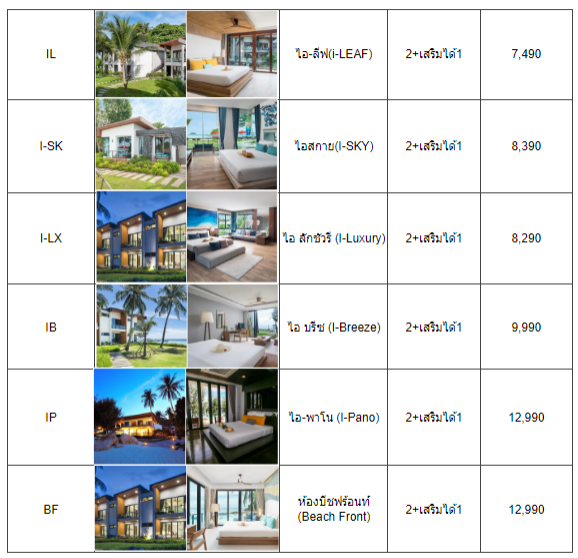 IL
ไอ-ลีฟ(i-LEAF)
2+เสริมได้1
7,490
I-SK
ไอสกาย(I-SKY)
2+เสริมได้1
8,390
I-LX
ไอ ลักชัวรี (I-Luxury)
2+เสริมได้1
8,290
IB
ไอ บรีซ (I-Breeze)
2+เสริมได้1
9,990
IP
ไอ-พาโน (I-Pano)
2+เสริมได้1
12,990
BF
ห้องบีชฟร้อนท์
(Beach Front)
2+เสริมได้1
12,990